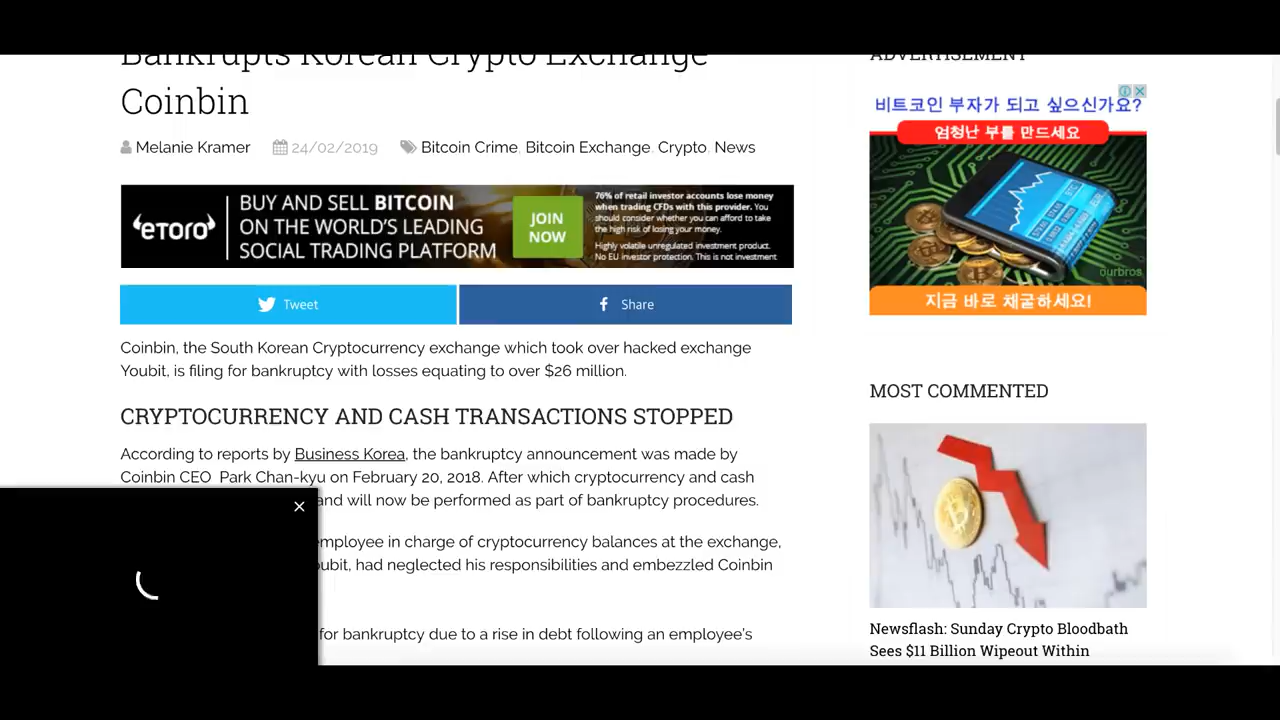 Bankrupts Korean Crypto Exchange
Coinbin
Melanie Kramer 24/02/2019 Bitcoin Crime, Bitcoin Exchange, Crypto, News
eTORO
BUY AND SELL BITCOIN
ON THE WORLD'S LEADING
SOCIAL TRADING PLATFORM
JOIN
NOW
76% of retail investor accounts lose money
when trading CFDs with this provider. You
should consider whether you can afford to take
the high risk of losing your money.
Highly volatile unregulated investment product.
No EU investor protection. This is not investment
Tweet
Share
Coinbin, the South Korean Cryptocurrency exchange which took over hacked exchange
Youbit, is filing for bankruptcy with losses equating to over $26 million.
CRYPTOCURRENCY AND CASH TRANSACTIONS STOPPED
According to reports by Business Korea, the bankruptcy announcement was made by
Coinbin CEO Park Chan-kyu on February 20, 2018. After which cryptocurrency and cash
and will now be performed as part of bankruptcy procedures.
employee in charge of cryptocurrency balances at the exchange,
oubit, had neglected his responsibilities and embezzled Coinbin
for bankruptcy due to a rise in debt following an employee's
ADVERTISEMENT
비트코인 부자가 되고 싶으신가요?
엄청난 부를 만드세요
ourbros
지금 바로 채굴하세요!
MOST COMMENTED
Newsflash: Sunday Crypto Bloodbath
Sees $11 Billion Wipeout Within